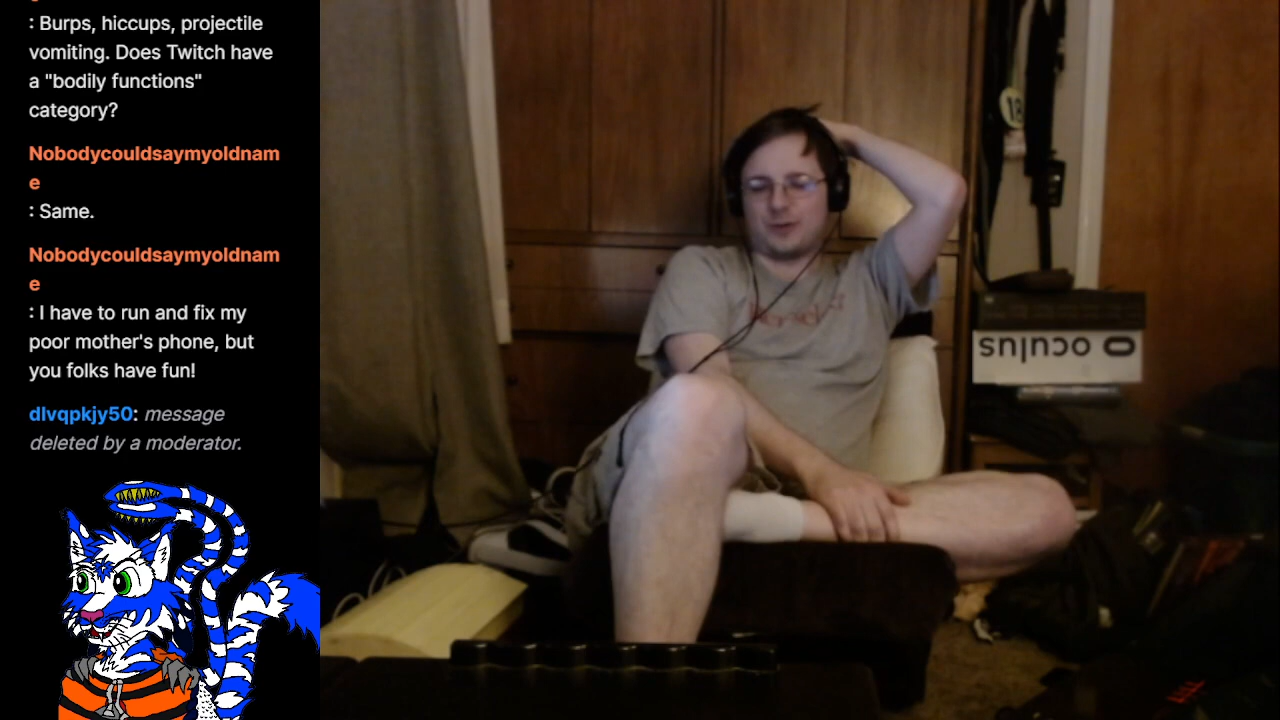 : Burps, hiccups, projectile
vomiting. Does Twitch have
a "bodily functions"
category?
Nobodycouldsaymyoldnam
e
: Same.
Nobodycouldsaymyoldnam
e
: I have to run and fix my
poor mother's phone, but
you folks have fun!
dlvqpkjy50: message
deleted by a moderator.
18
oculus